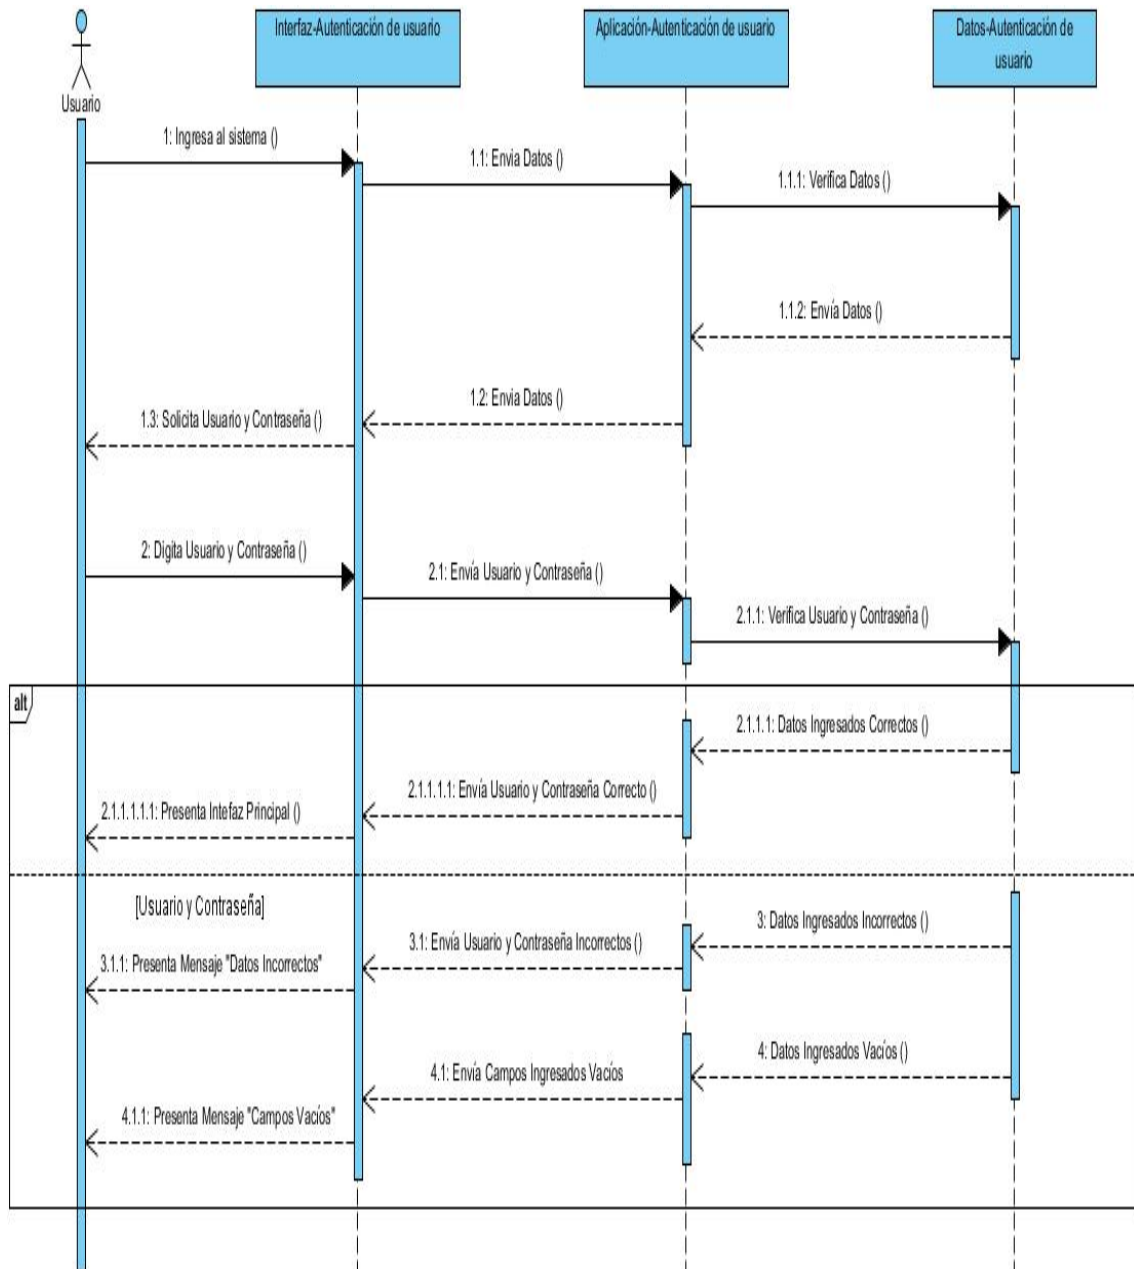 Interfaz-Autenticación de usuario
Aplicación-Autenticación de usuario
Datos-Autenticación de
usuario
Usuario
1: Ingresa al sistema ()
1.1: Envia Datos ()
1.1.1: Verifica Datos ()
1.1.2: Envía Datos ()
1.2: Envia Datos ()
1.3: Solicita Usuario y Contraseña ()
2: Digita Usuario y Contraseña ()
2.1: Envía Usuario y Contraseña ()
2.1.1: Verifica Usuario y Contraseña ()
alt
2.1.1.1: Datos Ingresados Correctos ()
2.1.1.1.1: Envía Usuario y Contraseña Correcto ()
2.1.1.1.1.1: Presenta Intefaz Principal ()
[Usuario y Contraseña]
3: Datos Ingresados Incorrectos ()
3.1: Envía Usuario y Contraseña Incorrectos ()
3.1.1: Presenta Mensaje "Datos Incorrectos"
4: Datos Ingresados Vacíos ()
4.1: Envía Campos Ingresados Vacíos
4.1.1: Presenta Mensaje "Campos Vacíos"